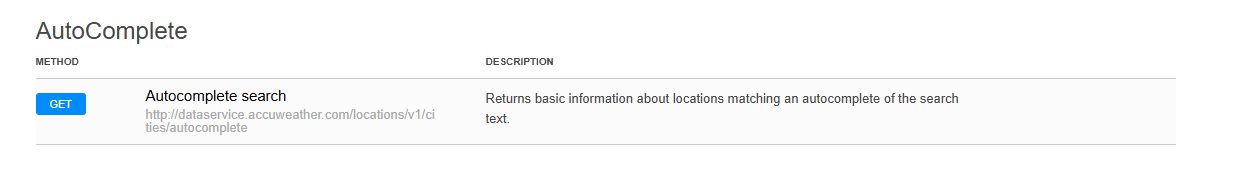 AutoComplete
METHOD
DESCRIPTION
GET
Autocomplete search
http://dataservice.accuweather.com/locations/v1/ci
ties/autocomplete
Returns basic information about locations matching an autocomplete of the search
text.